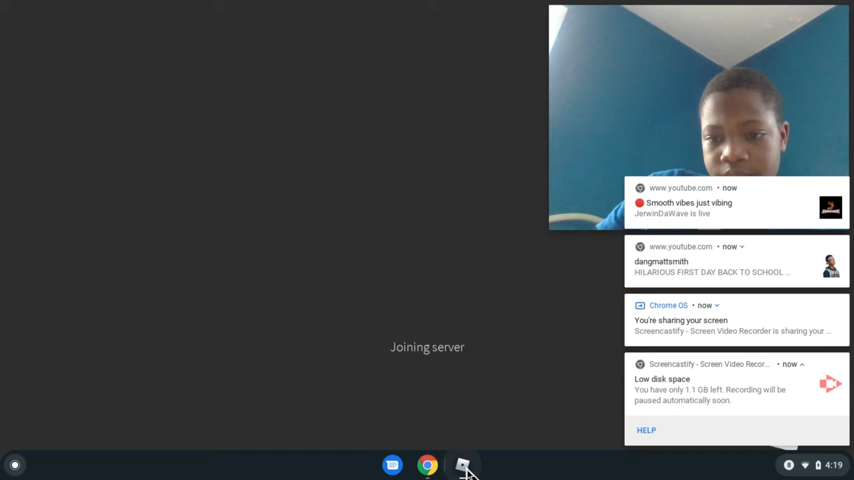 www.youtube.com • now
Smooth vibes just vibing
JerwinDaWave is live
www.youtube.com • now
dangmattsmith
HILARIOUS FIRST DAY BACK TO SCHOOL ...
Chrome OS • now
You're sharing your screen
Screencastify - Screen Video Recorder is sharing your ...
Joining server
Screencastify - Screen Video Recor... • now
Low disk space
You have only 1.1 GB left. Recording will be
paused automatically soon.
HELP
4:19